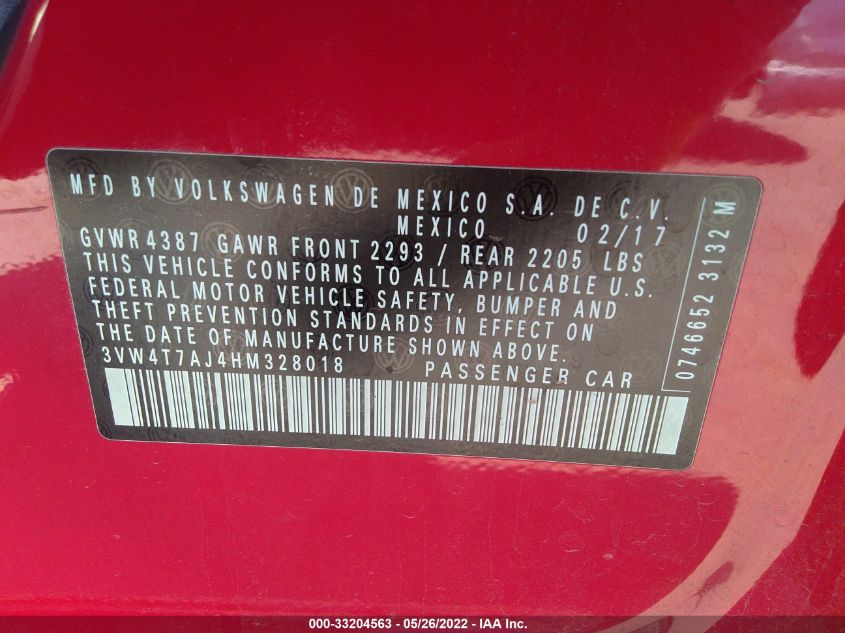 MFD BY VOLKSWAGEN DE MEXICO S.A. DE C.V.
MEXICO 02/17
GVWR 4387 GAWR FRONT 2293 / REAR 2205 LBS
THIS VEHICLE CONFORMS TO ALL APPLICABLE U.S.
FEDERAL MOTOR VEHICLE SAFETY, BUMPER AND
THEFT PREVENTION STANDARDS IN EFFECT ON
THE DATE OF MANUFACTURE SHOWN ABOVE.
3VW4T7AJ4HM328018 PASSENGER CAR
0746652 3132 M
000-33204563 - 05/26/2022 - IAA Inc.